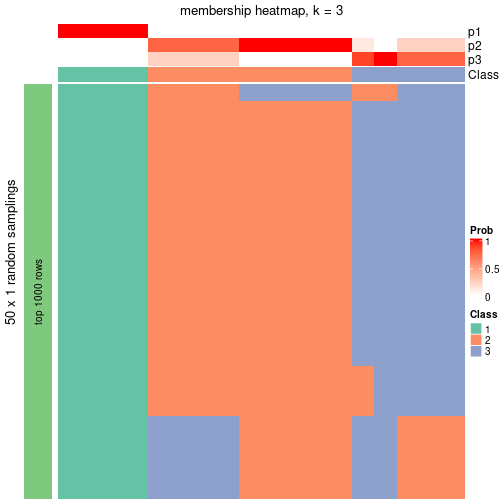 membership heatmap, k = 3
p1
p2
p3
Class
50 x 1 random samplings
top 1000 rows
Prob
1
0.5
0
Class
1
2
3